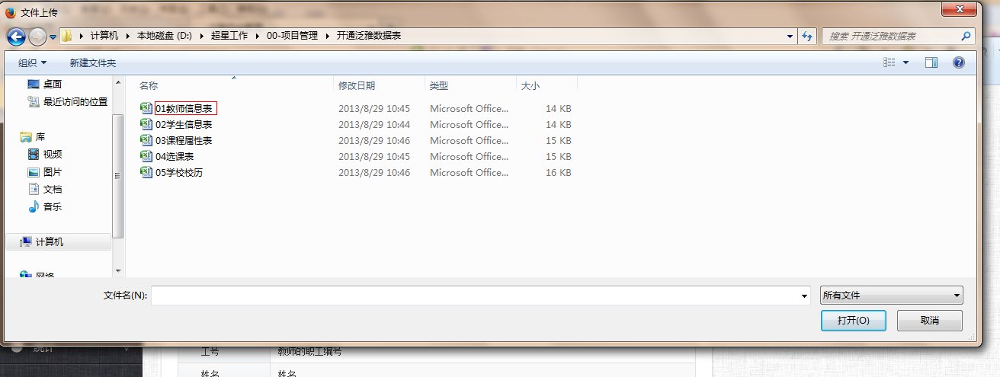 文件上传
计算机 本地磁盘 (D:) 超星工作 00-项目管理 开通泛雅数据表 搜索 开通泛雅数据表
组织 新建文件夹
桌面
最近访问的位置
库
视频
图片
文档
音乐
计算机
网络
名称 修改日期 类型 大小
01教师信息表 2013/8/29 10:45 Microsoft Office... 14 KB
02学生信息表 2013/8/29 10:44 Microsoft Office... 14 KB
03课程属性表 2013/8/29 10:46 Microsoft Office... 15 KB
04选课表 2013/8/29 10:45 Microsoft Office... 15 KB
05学校校历 2013/8/29 10:46 Microsoft Office... 16 KB
文件名(N): 所有文件
打开(O) 取消
统计
工号 教师的职工编号
姓名 姓名